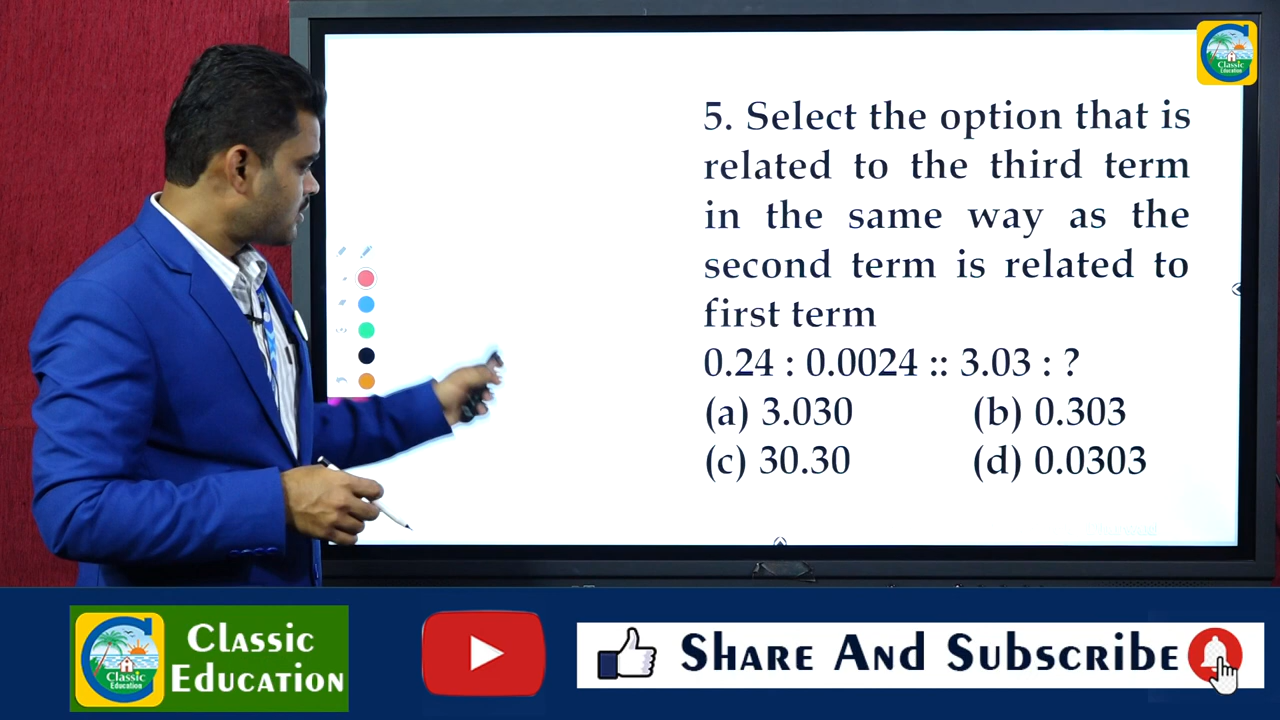 Classic
Education
5. Select the option that is
related to the third term
in the same way as the
second term is related to
first term
0.24 : 0.0024 :: 3.03 : ?
(a) 3.030 (b) 0.303
(c) 30.30 (d) 0.0303
Classic
Education
Classic
Education
Share And Subscribe